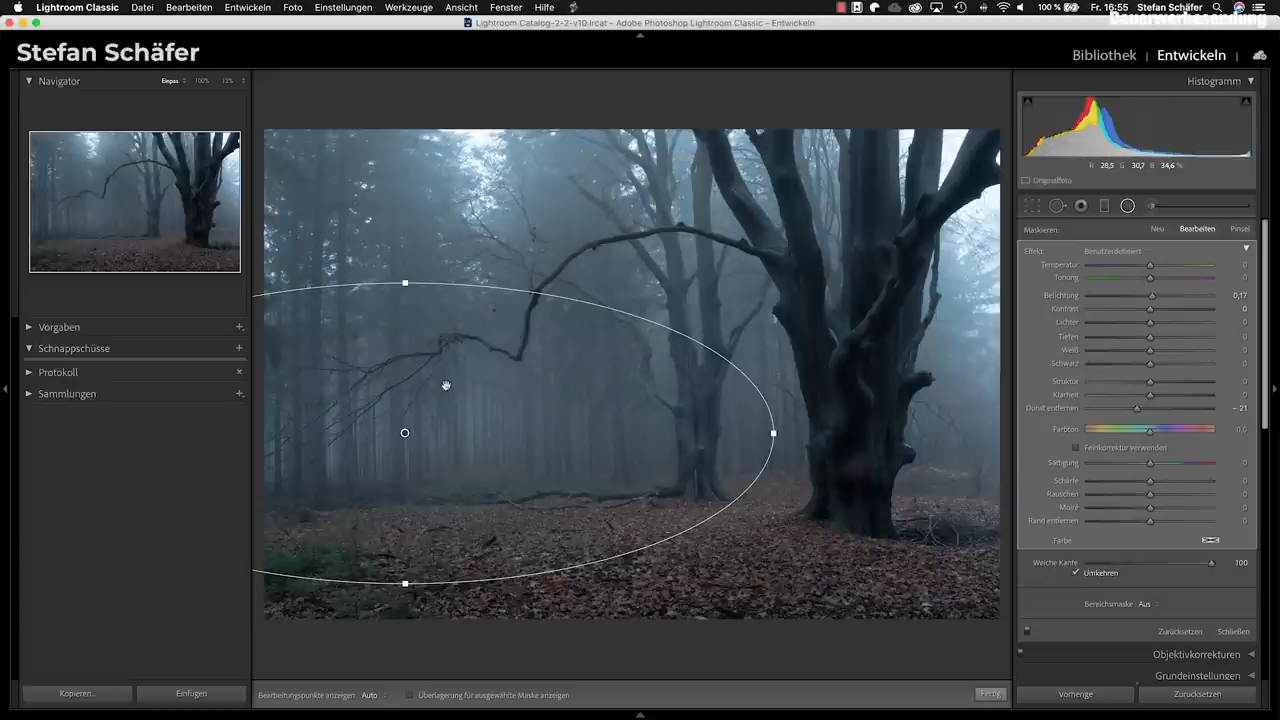 Lightroom Classic Datei Bearbeiten Entwickeln Foto Einstellungen Werkzeuge Ansicht Fenster Hilfe 100 % Fr. 16:55 Stefan Schäfer
Dauerwerbesendung
Lightroom Catalog-2-2-v10.lrcat – Adobe Photoshop Lightroom Classic - Entwickeln
Stefan Schäfer
Bibliothek | Entwickeln |
Navigator Einpas. 100% 13%
Histogramm
R 28,5 G 30,7 B 34,6 %
Originalfoto
Maskieren: Neu Bearbeiten Pinsel
Effekt: Benutzerdefiniert
Temperatur 0
Tonung 0
Belichtung 0,17
Kontrast 0
Lichter 0
Tiefen 0
Weiß 0
Schwarz 0
Struktur 0
Klarheit 0
Dunst entfernen – 21
Farbton 0,0
Feinkorrektur verwenden
Sättigung 0
Schärfe 0
Rauschen 0
Moiré 0
Rand entfernen 0
Farbe
Weiche Kante 100
Umkehren
Bereichsmaske: Aus
Zurücksetzen Schließen
Objektivkorrekturen
Grundeinstellungen
Vorherige Zurücksetzen
Vorgaben
Schnappschüsse
Protokoll
Sammlungen
Kopieren... Einfügen
Bearbeitungspunkte anzeigen: Auto Überlagerung für ausgewählte Maske anzeigen Fertig